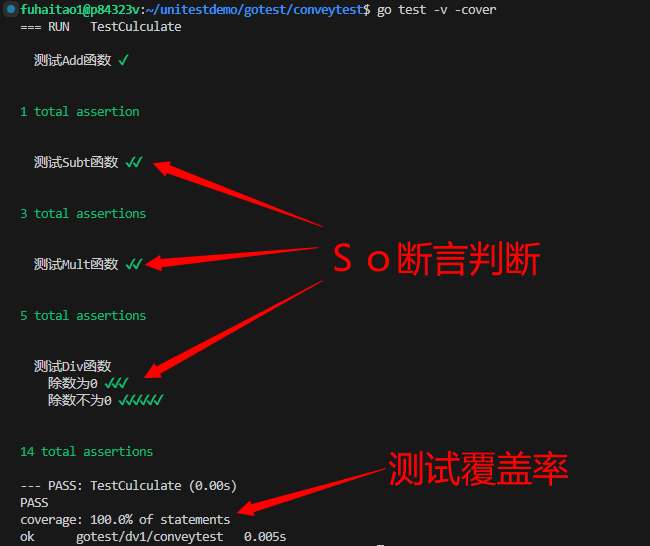 fuhaitao1@p84323v:~/unitestdemo/gotest/conveytest$ go test -v -cover
=== RUN   TestCulculate
测试Add函数 ✓
1 total assertion
测试Subt函数 ✓✓
3 total assertions
测试Mult函数 ✓✓
So断言判断
5 total assertions
测试Div函数
除数为0 ✓✓✓
除数不为0 ✓✓✓✓✓✓
14 total assertions
测试覆盖率
--- PASS: TestCulculate (0.00s)
PASS
coverage: 100.0% of statements
ok      gotest/dv1/conveytest   0.005s